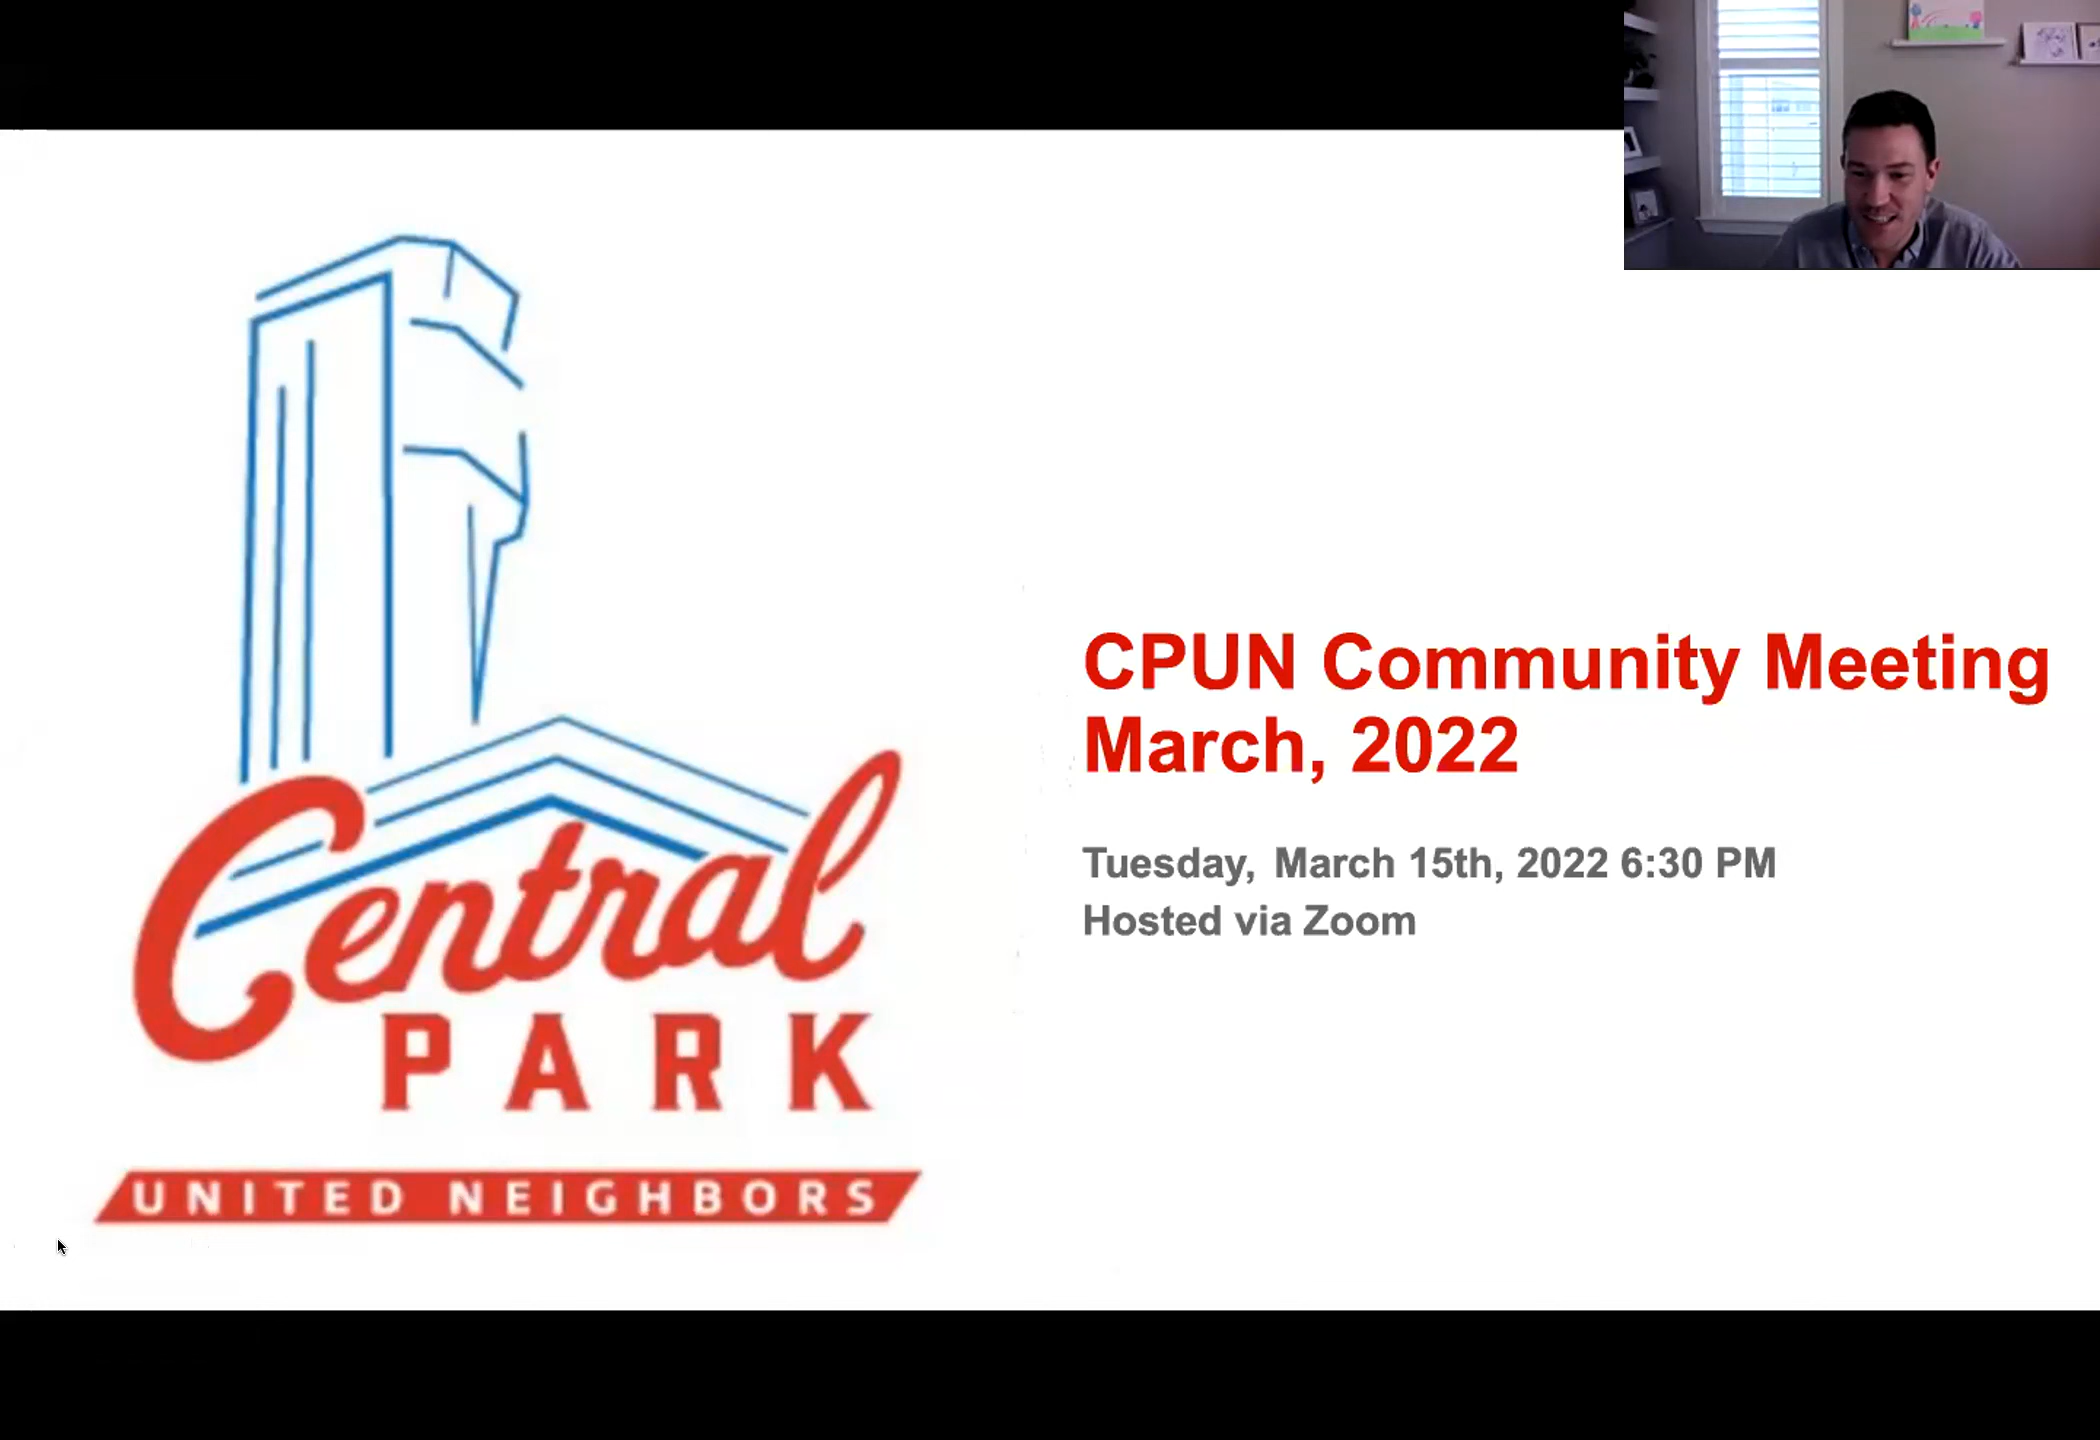 Central
PARK
UNITED NEIGHBORS
CPUN Community Meeting
March, 2022
Tuesday, March 15th, 2022 6:30 PM
Hosted via Zoom